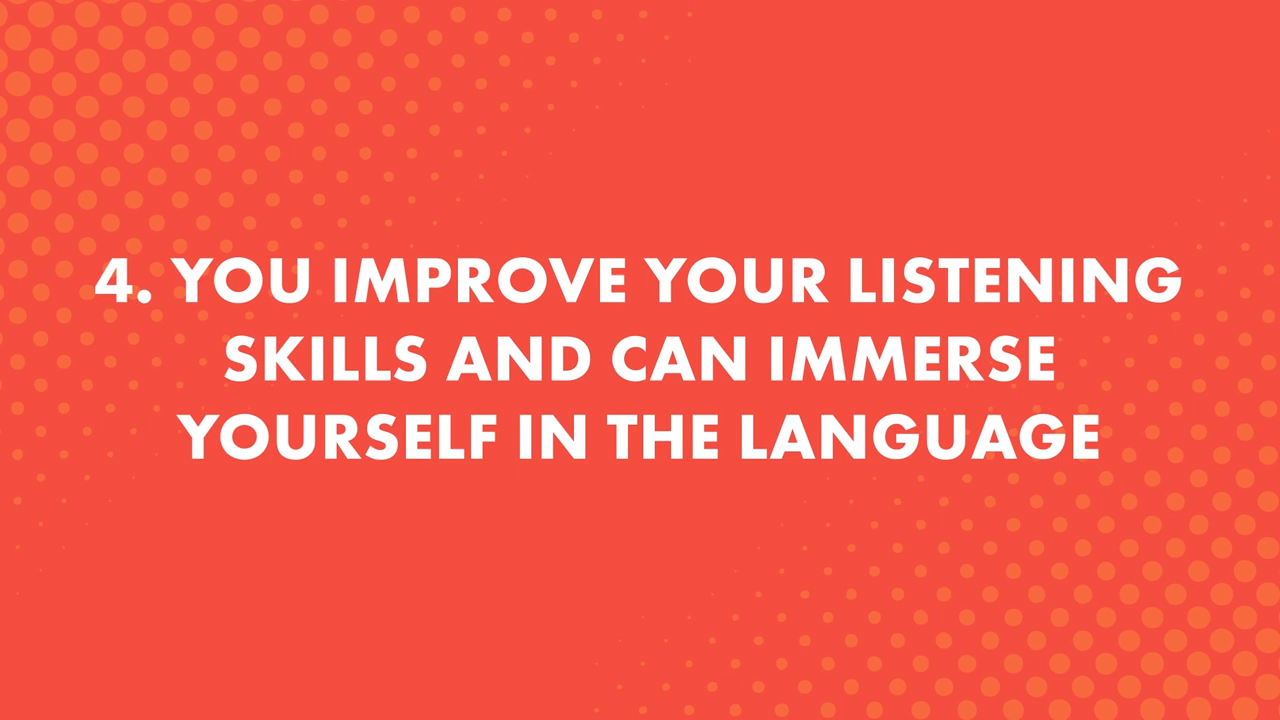 4. YOU IMPROVE YOUR LISTENING
SKILLS AND CAN IMMERSE
YOURSELF IN THE LANGUAGE